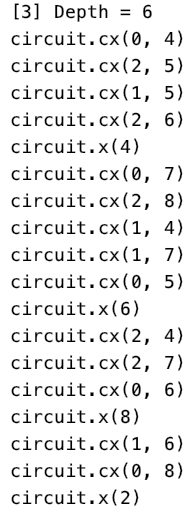 [3] Depth = 6
circuit.cx(0, 4)
circuit.cx(2, 5)
circuit.cx(1, 5)
circuit.cx(2, 6)
circuit.x(4)
circuit.cx(0, 7)
circuit.cx(2, 8)
circuit.cx(1, 4)
circuit.cx(1, 7)
circuit.cx(0, 5)
circuit.x(6)
circuit.cx(2, 4)
circuit.cx(2, 7)
circuit.cx(0, 6)
circuit.x(8)
circuit.cx(1, 6)
circuit.cx(0, 8)
circuit.x(2)